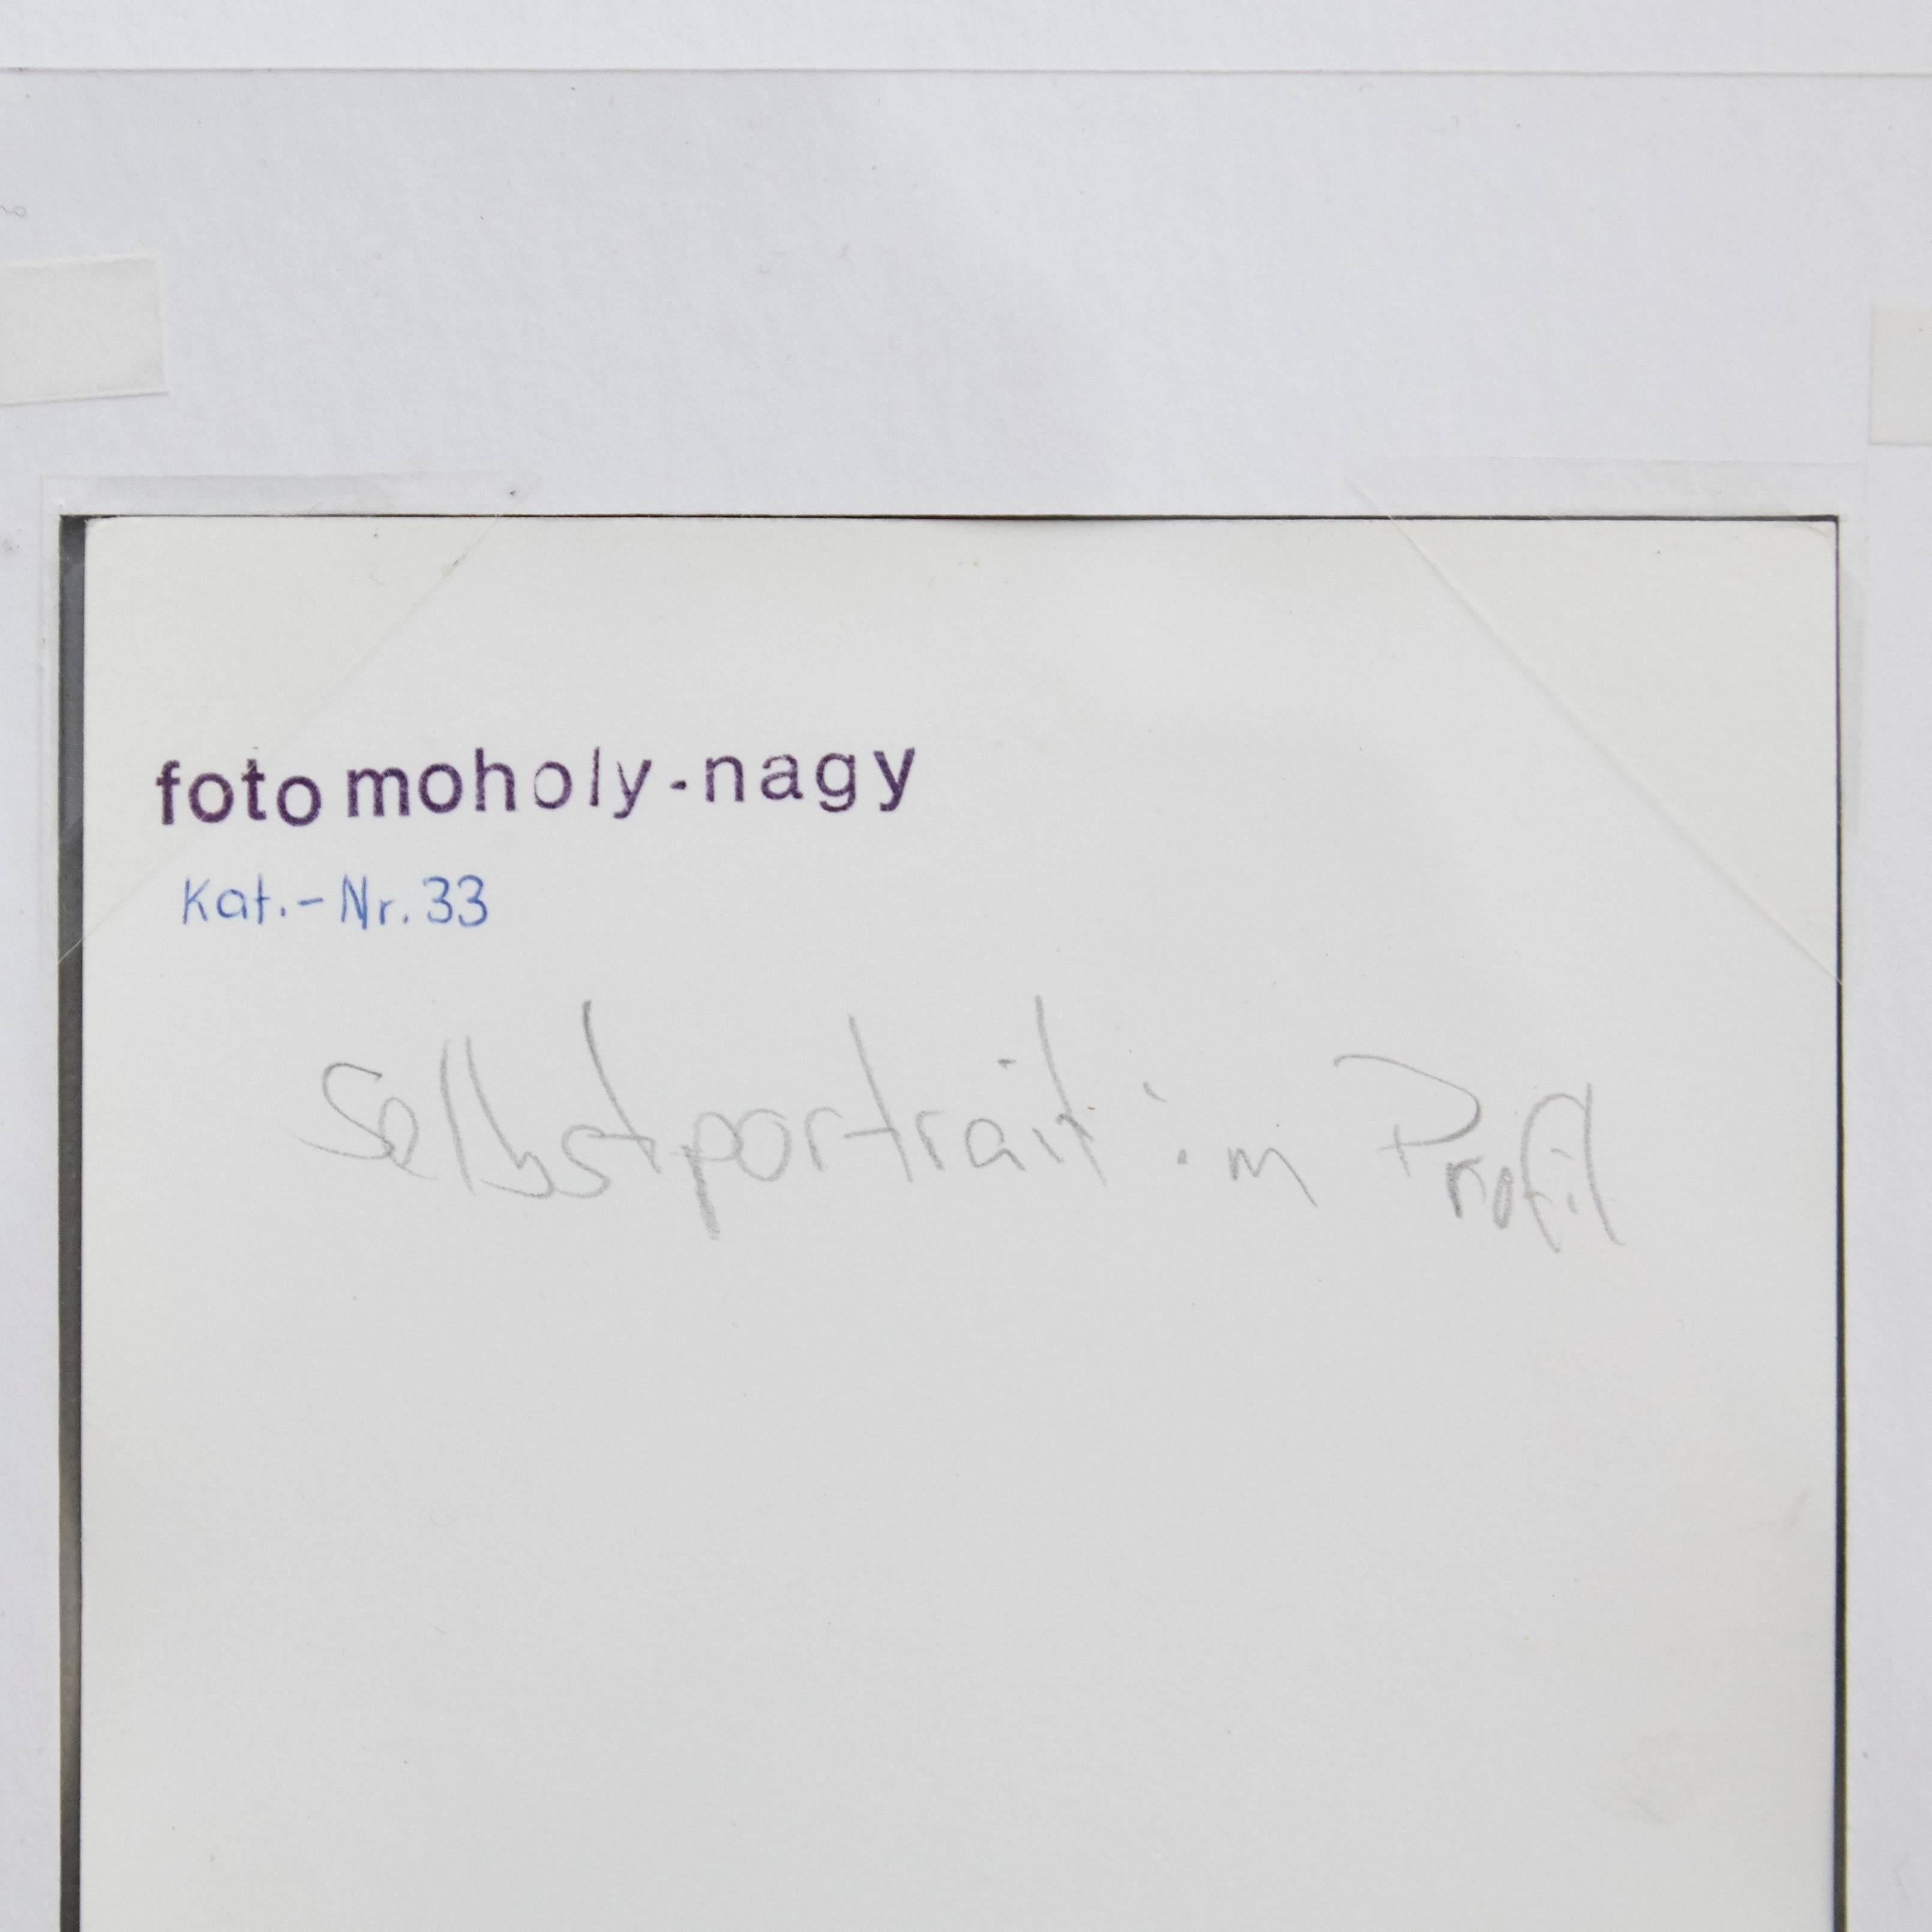 foto moholy-nagy
Kat.-Nr. 33
Selbstportrait im Profil